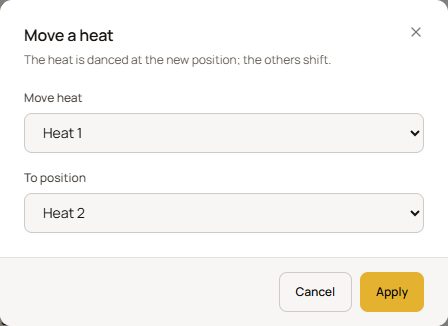 Move a heat
The heat is danced at the new position; the others shift.
Move heat
Heat 1
To position
Heat 2
Cancel
Apply